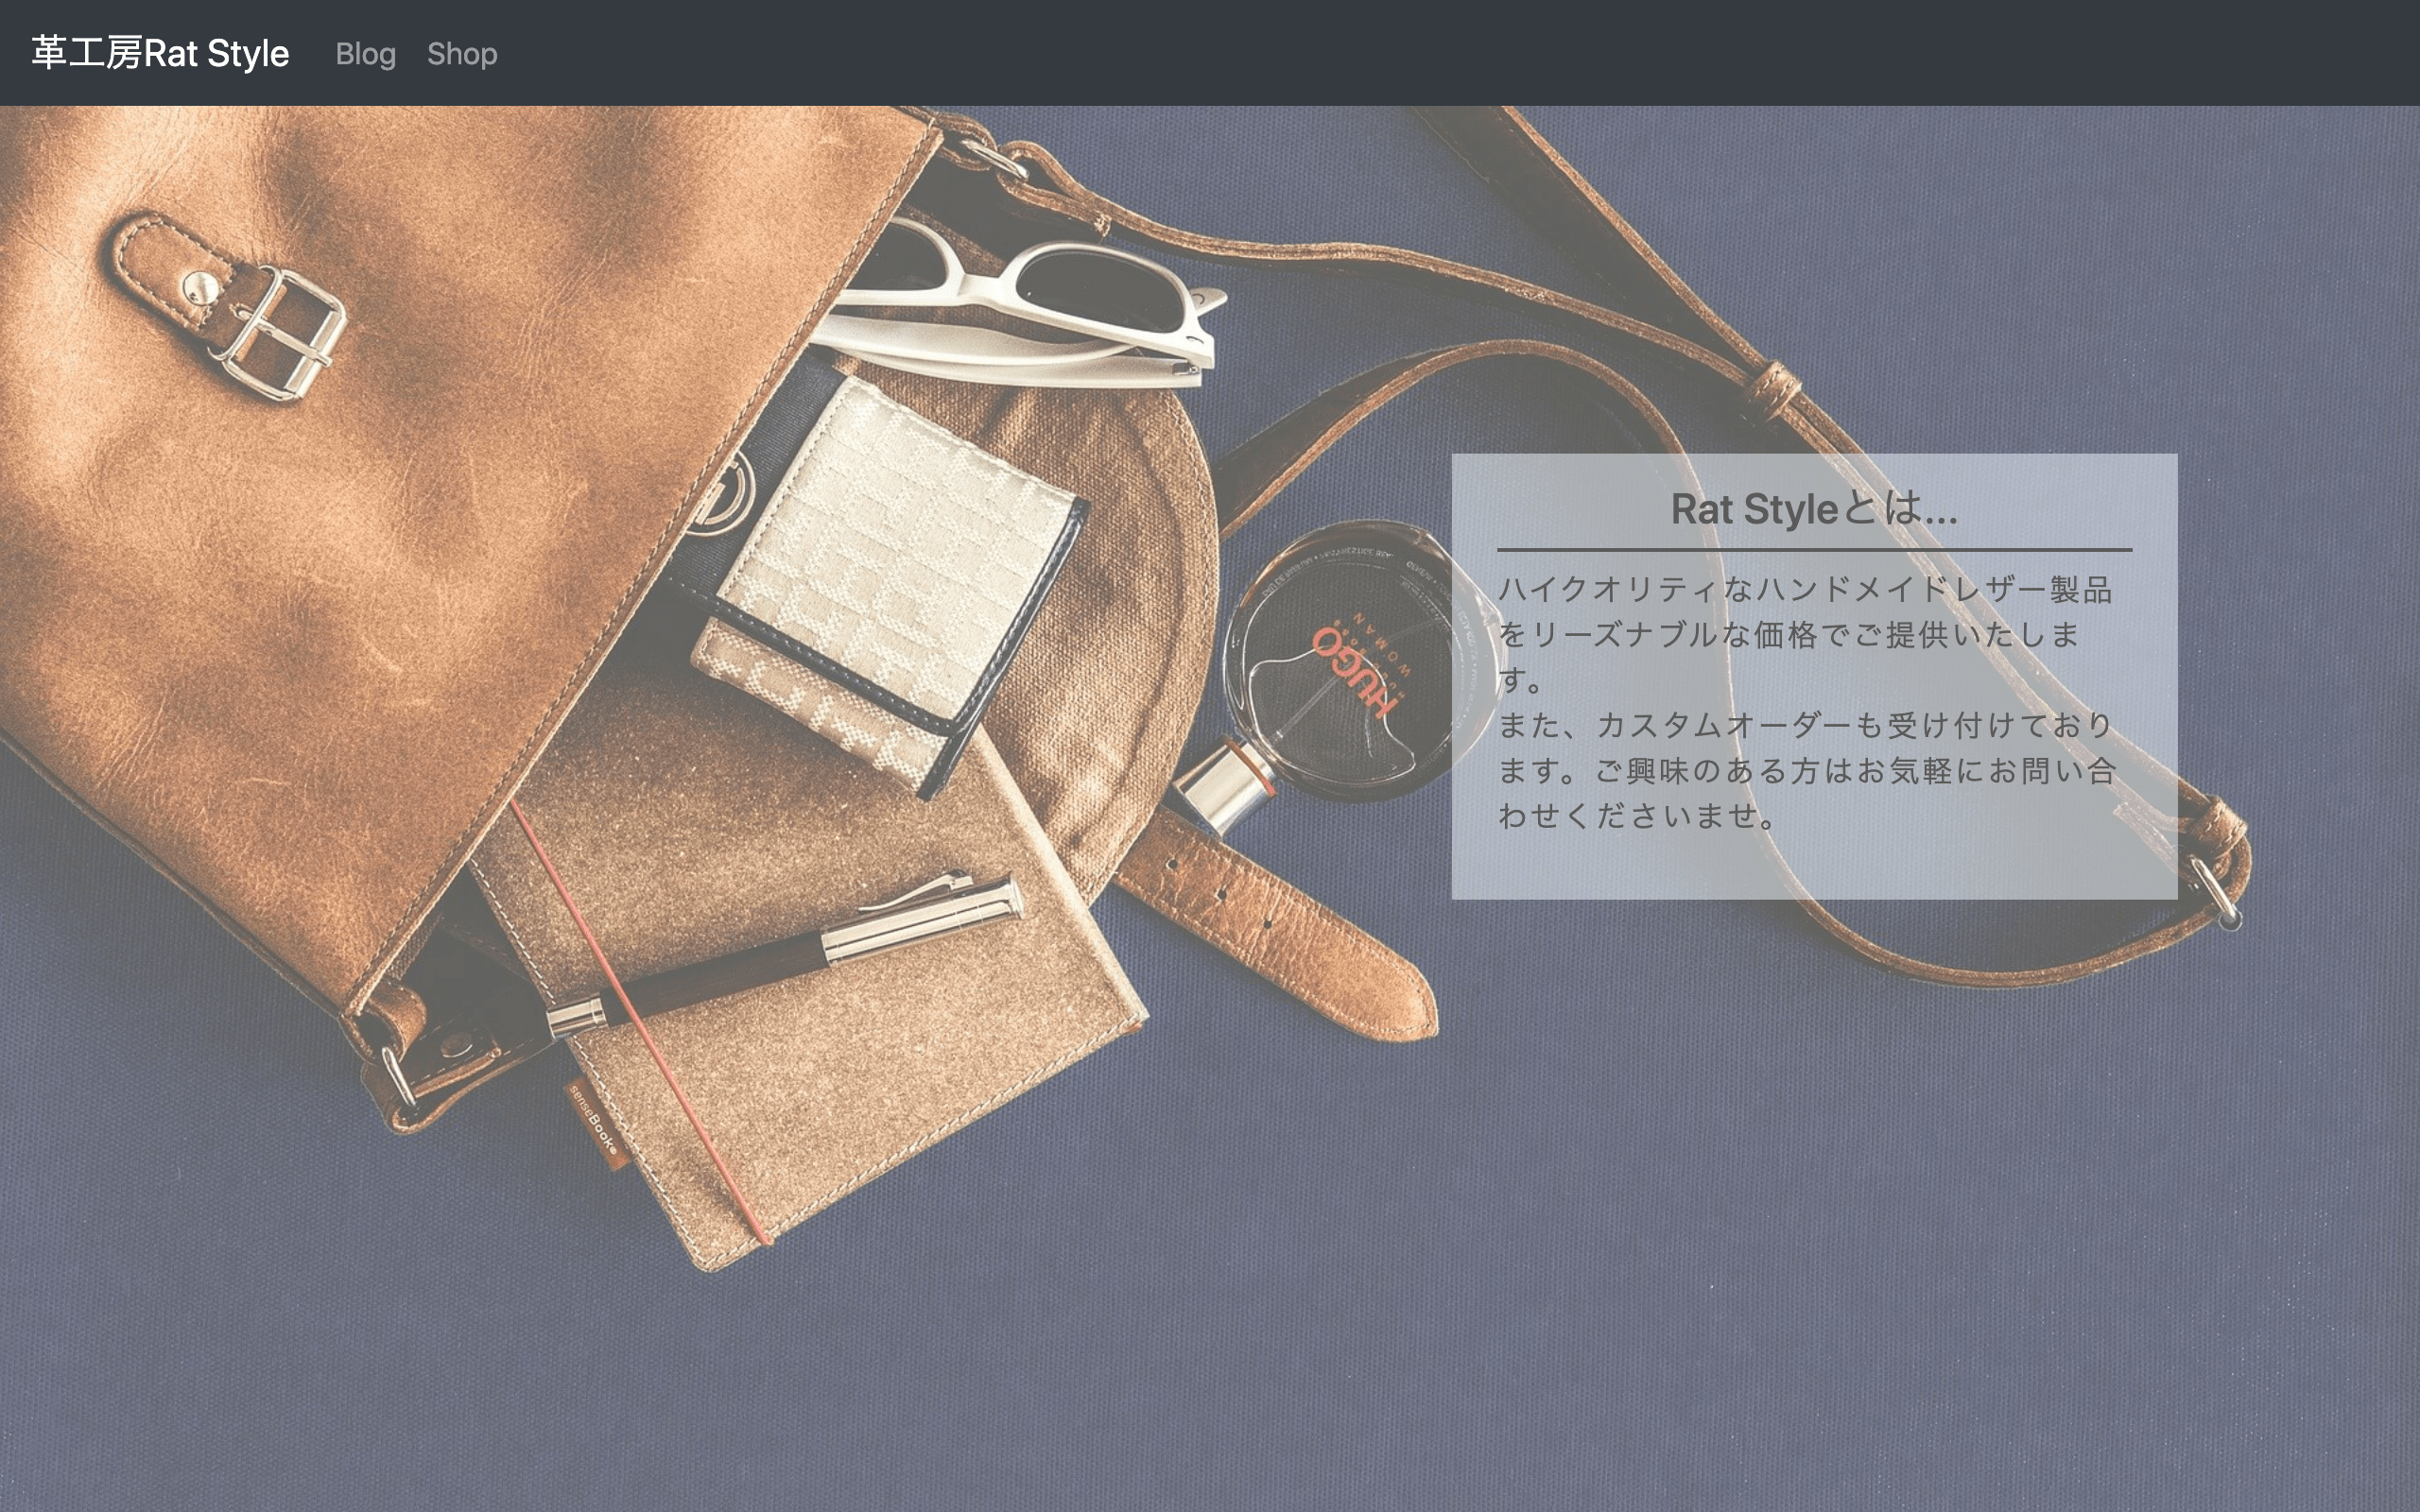 革工房Rat Style
Blog
Shop
Rat Styleとは...
ハイクオリティなハンドメイドレザー製品
をリーズナブルな価格でご提供いたしま
す。
また、カスタムオーダーも受け付けており
ます。ご興味のある方はお気軽にお問い合
わせくださいませ。
HUGO
WOMAN
senseBook